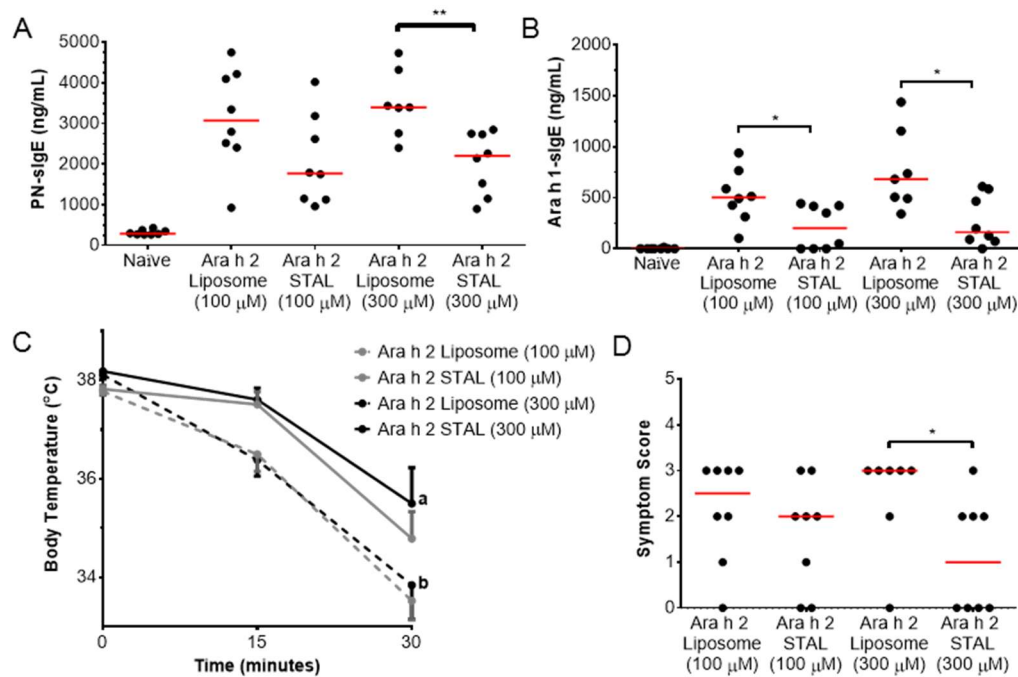 A
PN-sIgE (ng/mL)
5000
4000
3000
2000
1000
0
**
Naïve
Ara h 2
Liposome
(100 μM)
Ara h 2
STAL
(100 μM)
Ara h 2
Liposome
(300 μM)
Ara h 2
STAL
(300 μM)
B
Ara h 1-sIgE (ng/mL)
2000
1500
1000
500
0
*
*
Naïve
Ara h 2
Liposome
(100 μM)
Ara h 2
STAL
(100 μM)
Ara h 2
Liposome
(300 μM)
Ara h 2
STAL
(300 μM)
C
Body Temperature (°C)
38
36
34
0
15
30
Time (minutes)
Ara h 2 Liposome (100 μM)
Ara h 2 STAL (100 μM)
Ara h 2 Liposome (300 μM)
Ara h 2 STAL (300 μM)
a
b
D
Symptom Score
5
4
3
2
1
0
*
Ara h 2
Liposome
(100 μM)
Ara h 2
STAL
(100 μM)
Ara h 2
Liposome
(300 μM)
Ara h 2
STAL
(300 μM)